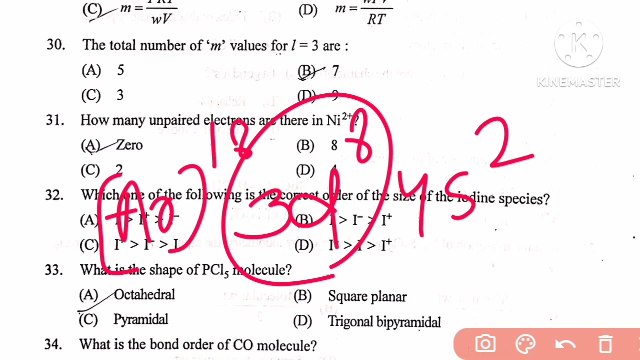 (C) m = PRT / wV (D) m = wPV / RT
30. The total number of ‘m’ values for l = 3 are :
(A) 5 (B) 7
(C) 3 (D) 9
31. How many unpaired electrons are there in Ni²⁺?
(A) Zero (B) 8
(C) 2 (D) 4
(Ar)¹⁸ 3d⁸ 4s²
32. Which one of the following is the correct order of the size of the iodine species?
(A) I > I⁺ > I⁻ (B) I > I⁻ > I⁺
(C) > I > I (D) > I > I⁺
33. What is the shape of PCl₅ molecule?
(A) Octahedral (B) Square planar
(C) Pyramidal (D) Trigonal bipyramidal
34. What is the bond order of CO molecule?
KINEMASTER